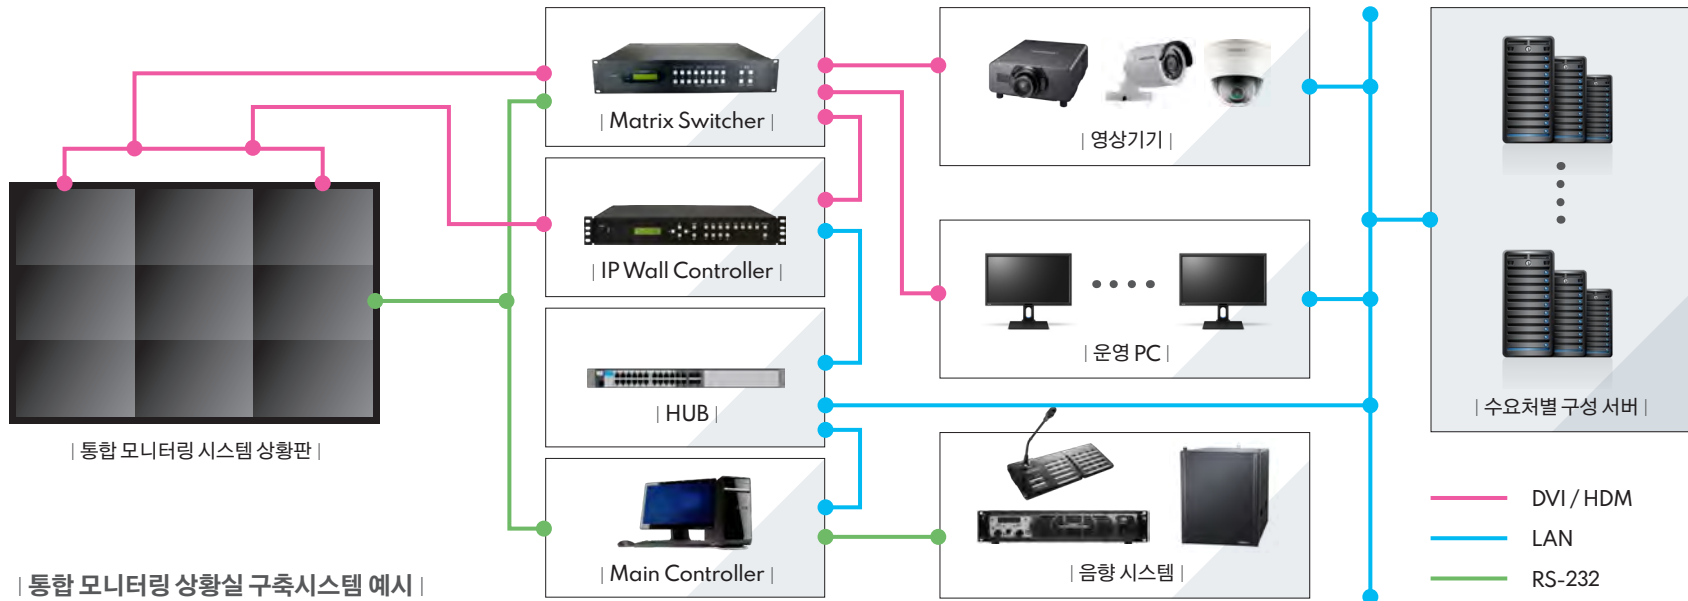 | Matrix Switcher |
| 영상기기 |
| IP Wall Controller |
| 운영 PC |
| HUB |
| 수요처별 구성 서버 |
| 통합 모니터링 시스템 상황판 |
| Main Controller |
| 음향 시스템 |
DVI / HDM
LAN
RS-232
| 통합 모니터링 상황실 구축시스템 예시 |